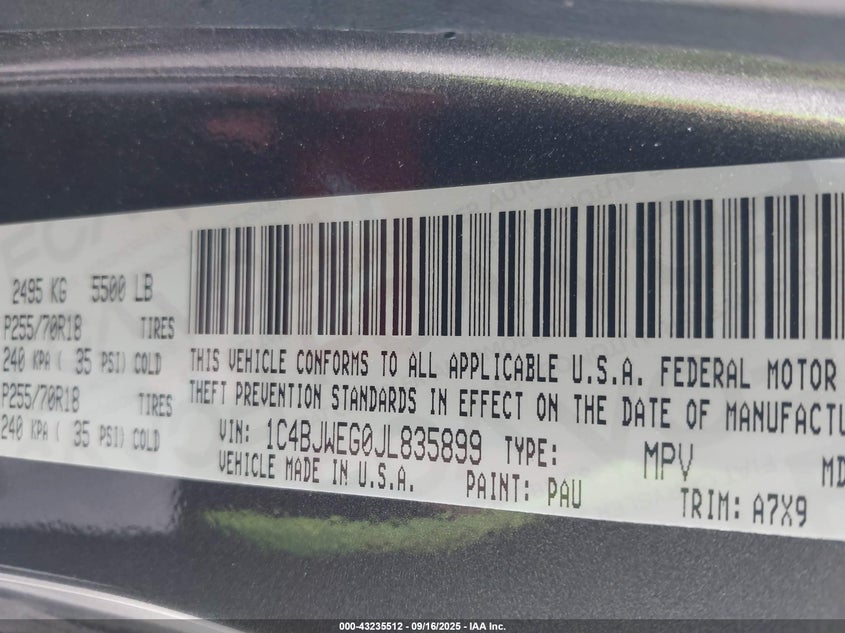 2495 KG 5500 LB
P255/70R18 TIRES
240 KPA ( 35 PSI) COLD
P255/70R18 TIRES
240 KPA ( 35 PSI) COLD
THIS VEHICLE CONFORMS TO ALL APPLICABLE U.S.A. FEDERAL MOTOR
THEFT PREVENTION STANDARDS IN EFFECT ON THE DATE OF MANUFACTU
VIN: 1C4BJWEG0JL835899 TYPE: MPV MD
VEHICLE MADE IN U.S.A. PAINT: PAU TRIM: A7X9
000-43235512 - 09/16/2025 - IAA Inc.